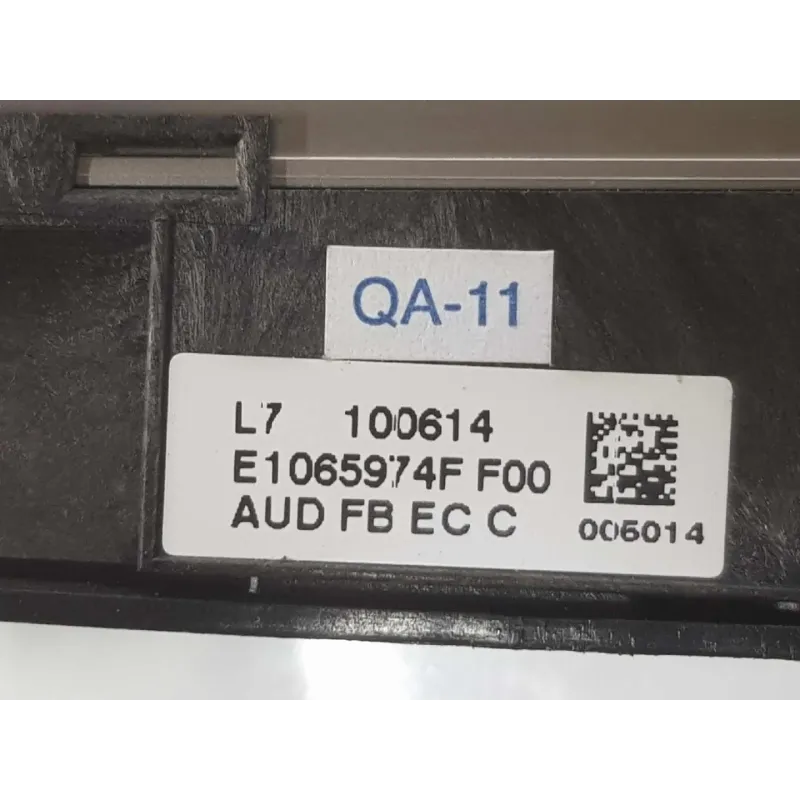 QA-11
L7 100614
E1065974F F00
AUD FB EC C
006014